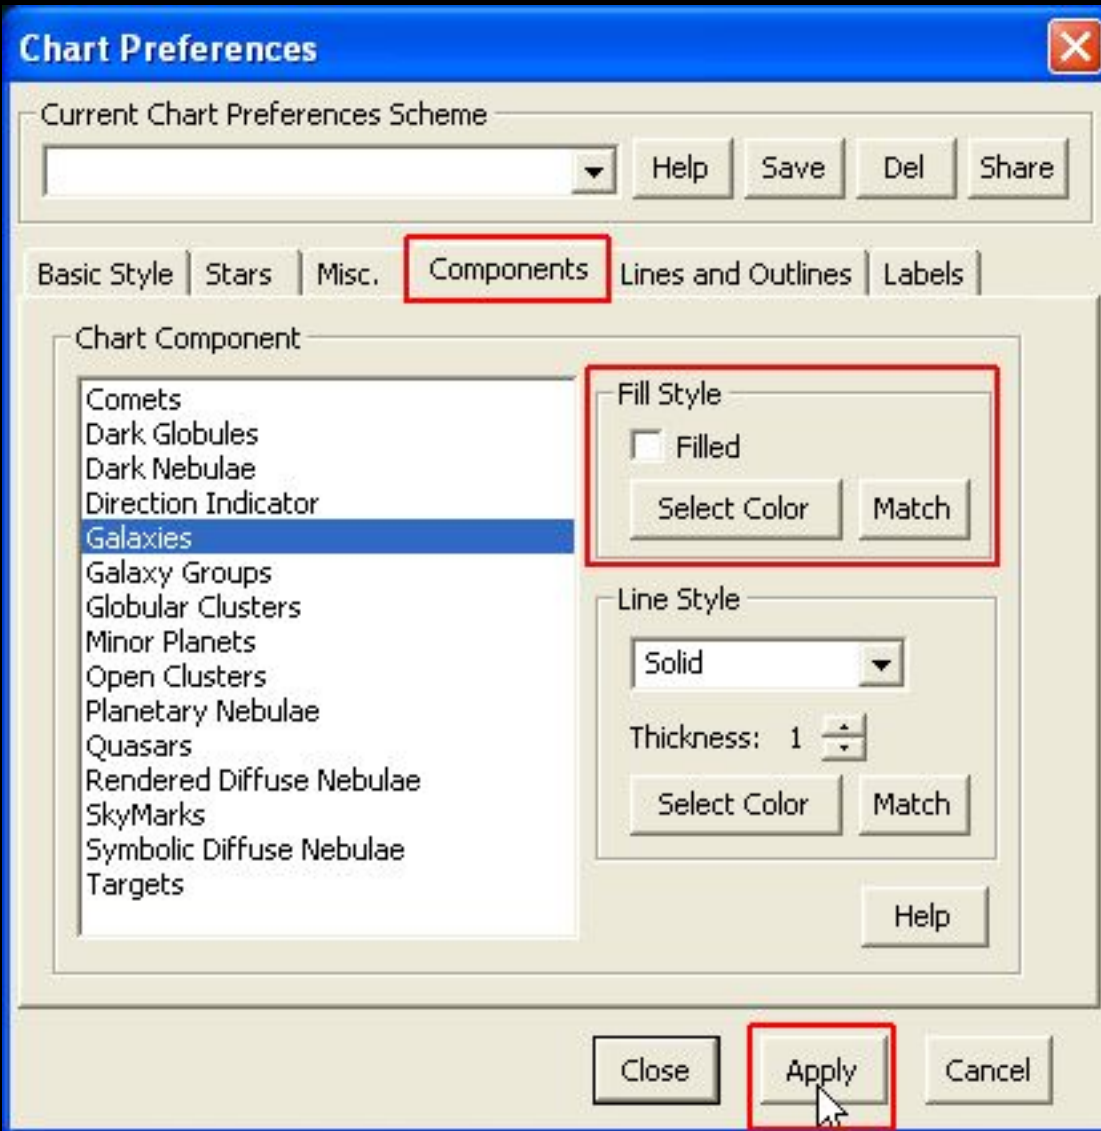 Chart Preferences
Current Chart Preferences Scheme
Help Save Del Share
Basic Style Stars Misc. Components Lines and Outlines Labels
Chart Component
Comets
Dark Globules
Dark Nebulae
Direction Indicator
Galaxies
Galaxy Groups
Globular Clusters
Minor Planets
Open Clusters
Planetary Nebulae
Quasars
Rendered Diffuse Nebulae
SkyMarks
Symbolic Diffuse Nebulae
Targets
Fill Style
Filled
Select Color Match
Line Style
Solid
Thickness: 1
Select Color Match
Help
Close Apply Cancel